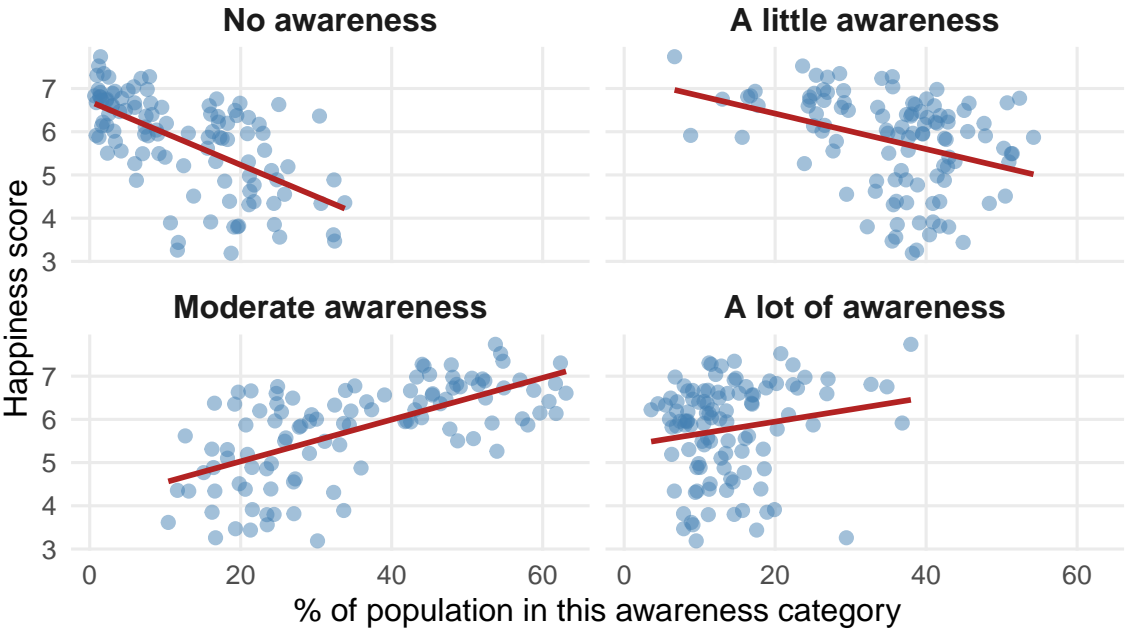 No awareness
A little awareness
7
6
5
4
3
Moderate awareness
A lot of awareness
7
6
5
4
3
0 20 40 60
0 20 40 60
Happiness score
% of population in this awareness category